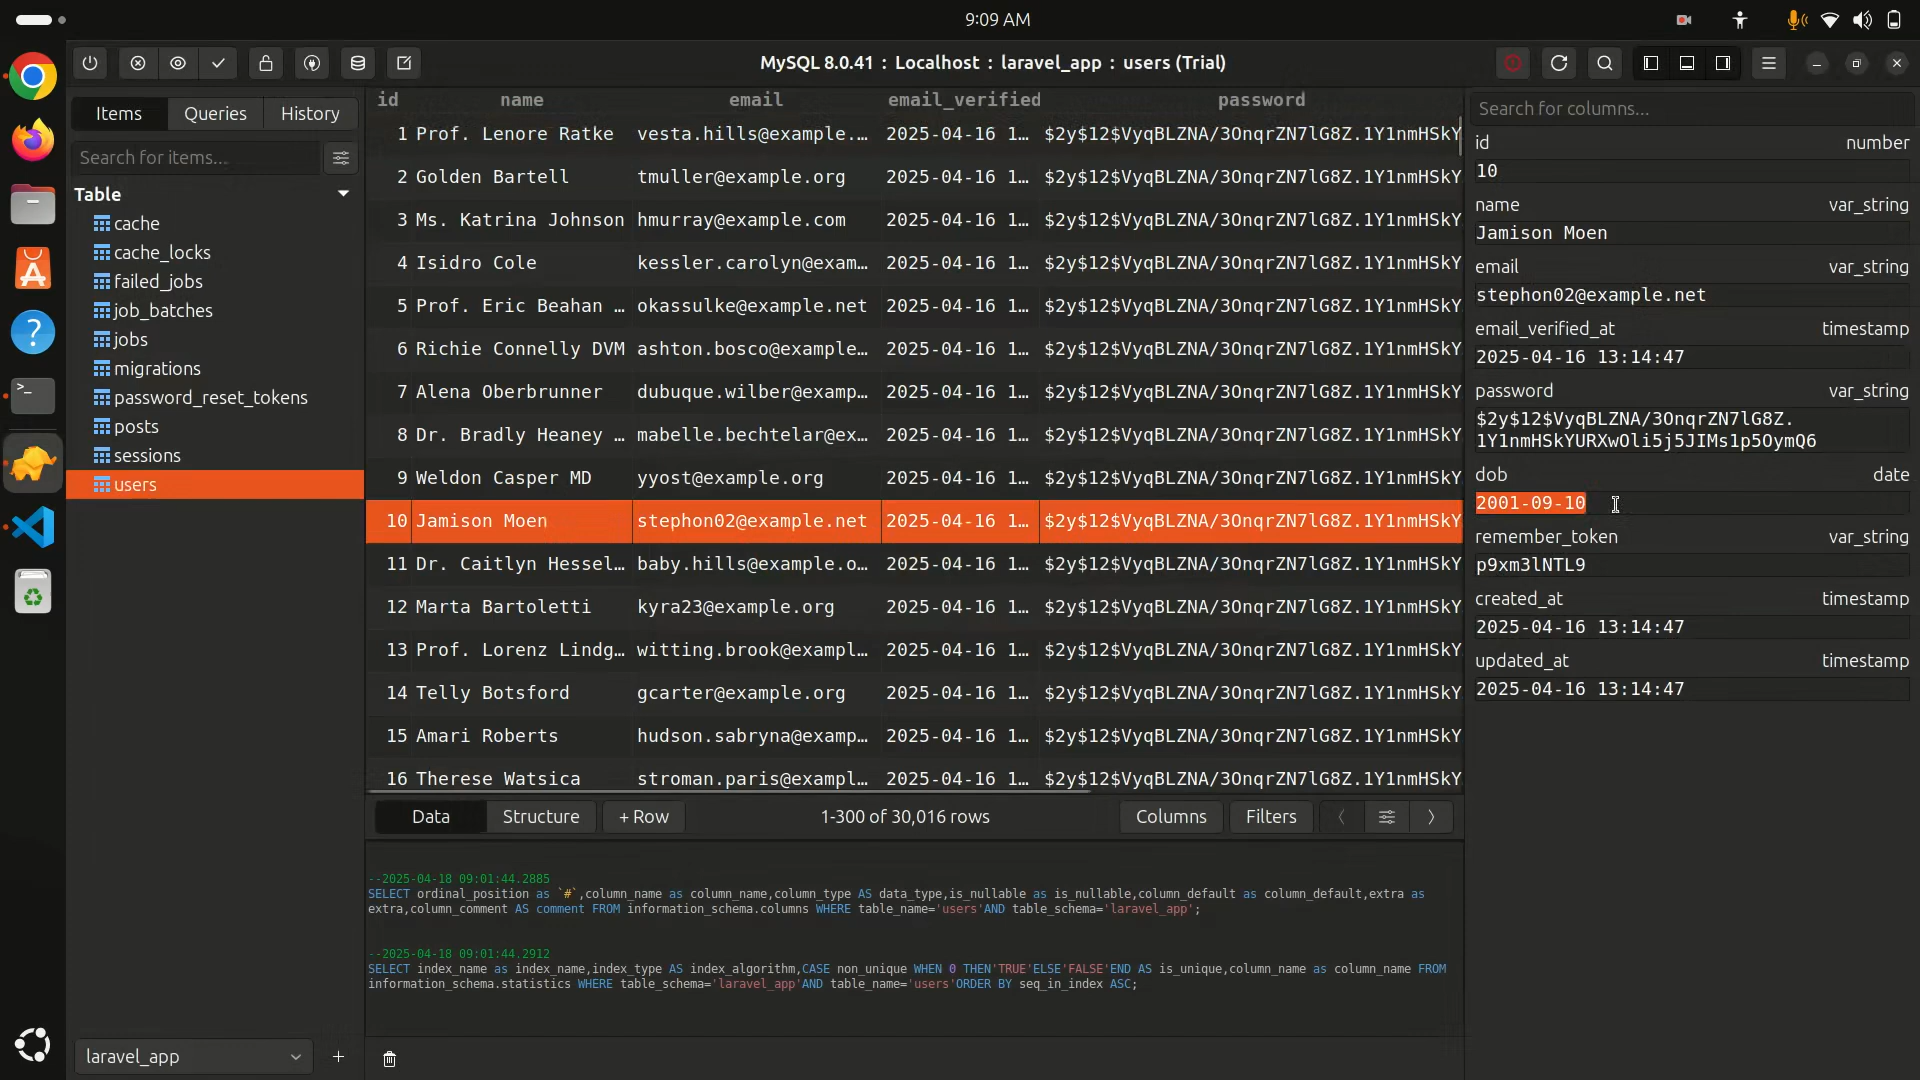 9:09 AM
MySQL 8.0.41 : Localhost : laravel_app : users (Trial)
Items Queries History
Search for items...
Table
cache
cache_locks
failed_jobs
job_batches
jobs
migrations
password_reset_tokens
posts
sessions
users
laravel_app
id name email email_verified password
1 Prof. Lenore Ratke vesta.hills@example.… 2025-04-16 1… $2y$12$VyqBLZNA/3OnqrZN7lG8Z.1Y1nmHSkY
2 Golden Bartell tmuller@example.org 2025-04-16 1… $2y$12$VyqBLZNA/3OnqrZN7lG8Z.1Y1nmHSkY
3 Ms. Katrina Johnson hmurray@example.com 2025-04-16 1… $2y$12$VyqBLZNA/3OnqrZN7lG8Z.1Y1nmHSkY
4 Isidro Cole kessler.carolyn@exam… 2025-04-16 1… $2y$12$VyqBLZNA/3OnqrZN7lG8Z.1Y1nmHSkY
5 Prof. Eric Beahan … okassulke@example.net 2025-04-16 1… $2y$12$VyqBLZNA/3OnqrZN7lG8Z.1Y1nmHSkY
6 Richie Connelly DVM ashton.bosco@example… 2025-04-16 1… $2y$12$VyqBLZNA/3OnqrZN7lG8Z.1Y1nmHSkY
7 Alena Oberbrunner dubuque.wilber@examp… 2025-04-16 1… $2y$12$VyqBLZNA/3OnqrZN7lG8Z.1Y1nmHSkY
8 Dr. Bradly Heaney … mabelle.bechtelar@ex… 2025-04-16 1… $2y$12$VyqBLZNA/3OnqrZN7lG8Z.1Y1nmHSkY
9 Weldon Casper MD yyost@example.org 2025-04-16 1… $2y$12$VyqBLZNA/3OnqrZN7lG8Z.1Y1nmHSkY
10 Jamison Moen stephon02@example.net 2025-04-16 1… $2y$12$VyqBLZNA/3OnqrZN7lG8Z.1Y1nmHSkY
11 Dr. Caitlyn Hessel… baby.hills@example.o… 2025-04-16 1… $2y$12$VyqBLZNA/3OnqrZN7lG8Z.1Y1nmHSkY
12 Marta Bartoletti kyra23@example.org 2025-04-16 1… $2y$12$VyqBLZNA/3OnqrZN7lG8Z.1Y1nmHSkY
13 Prof. Lorenz Lindg… witting.brook@exampl… 2025-04-16 1… $2y$12$VyqBLZNA/3OnqrZN7lG8Z.1Y1nmHSkY
14 Telly Botsford gcarter@example.org 2025-04-16 1… $2y$12$VyqBLZNA/3OnqrZN7lG8Z.1Y1nmHSkY
15 Amari Roberts hudson.sabryna@examp… 2025-04-16 1… $2y$12$VyqBLZNA/3OnqrZN7lG8Z.1Y1nmHSkY
16 Therese Watsica stroman.paris@exampl… 2025-04-16 1… $2y$12$VyqBLZNA/3OnqrZN7lG8Z.1Y1nmHSkY
Data Structure + Row 1-300 of 30,016 rows Columns Filters
--2025-04-18 09:01:44.2885
SELECT ordinal_position as `#`,column_name as column_name,column_type AS data_type,is_nullable as is_nullable,column_default as column_default,extra as
extra,column_comment AS comment FROM information_schema.columns WHERE table_name='users'AND table_schema='laravel_app';
--2025-04-18 09:01:44.2912
SELECT index_name as index_name,index_type AS index_algorithm,CASE non_unique WHEN 0 THEN'TRUE'ELSE'FALSE'END AS is_unique,column_name as column_name FROM
information_schema.statistics WHERE table_schema='laravel_app'AND table_name='users'ORDER BY seq_in_index ASC;
Search for columns...
id number
10
name var_string
Jamison Moen
email var_string
stephon02@example.net
email_verified_at timestamp
2025-04-16 13:14:47
password var_string
$2y$12$VyqBLZNA/3OnqrZN7lG8Z.
1Y1nmHSkYURXwOli5j5JIMs1p5OymQ6
dob date
2001-09-10
remember_token var_string
p9xm3lNTL9
created_at timestamp
2025-04-16 13:14:47
updated_at timestamp
2025-04-16 13:14:47